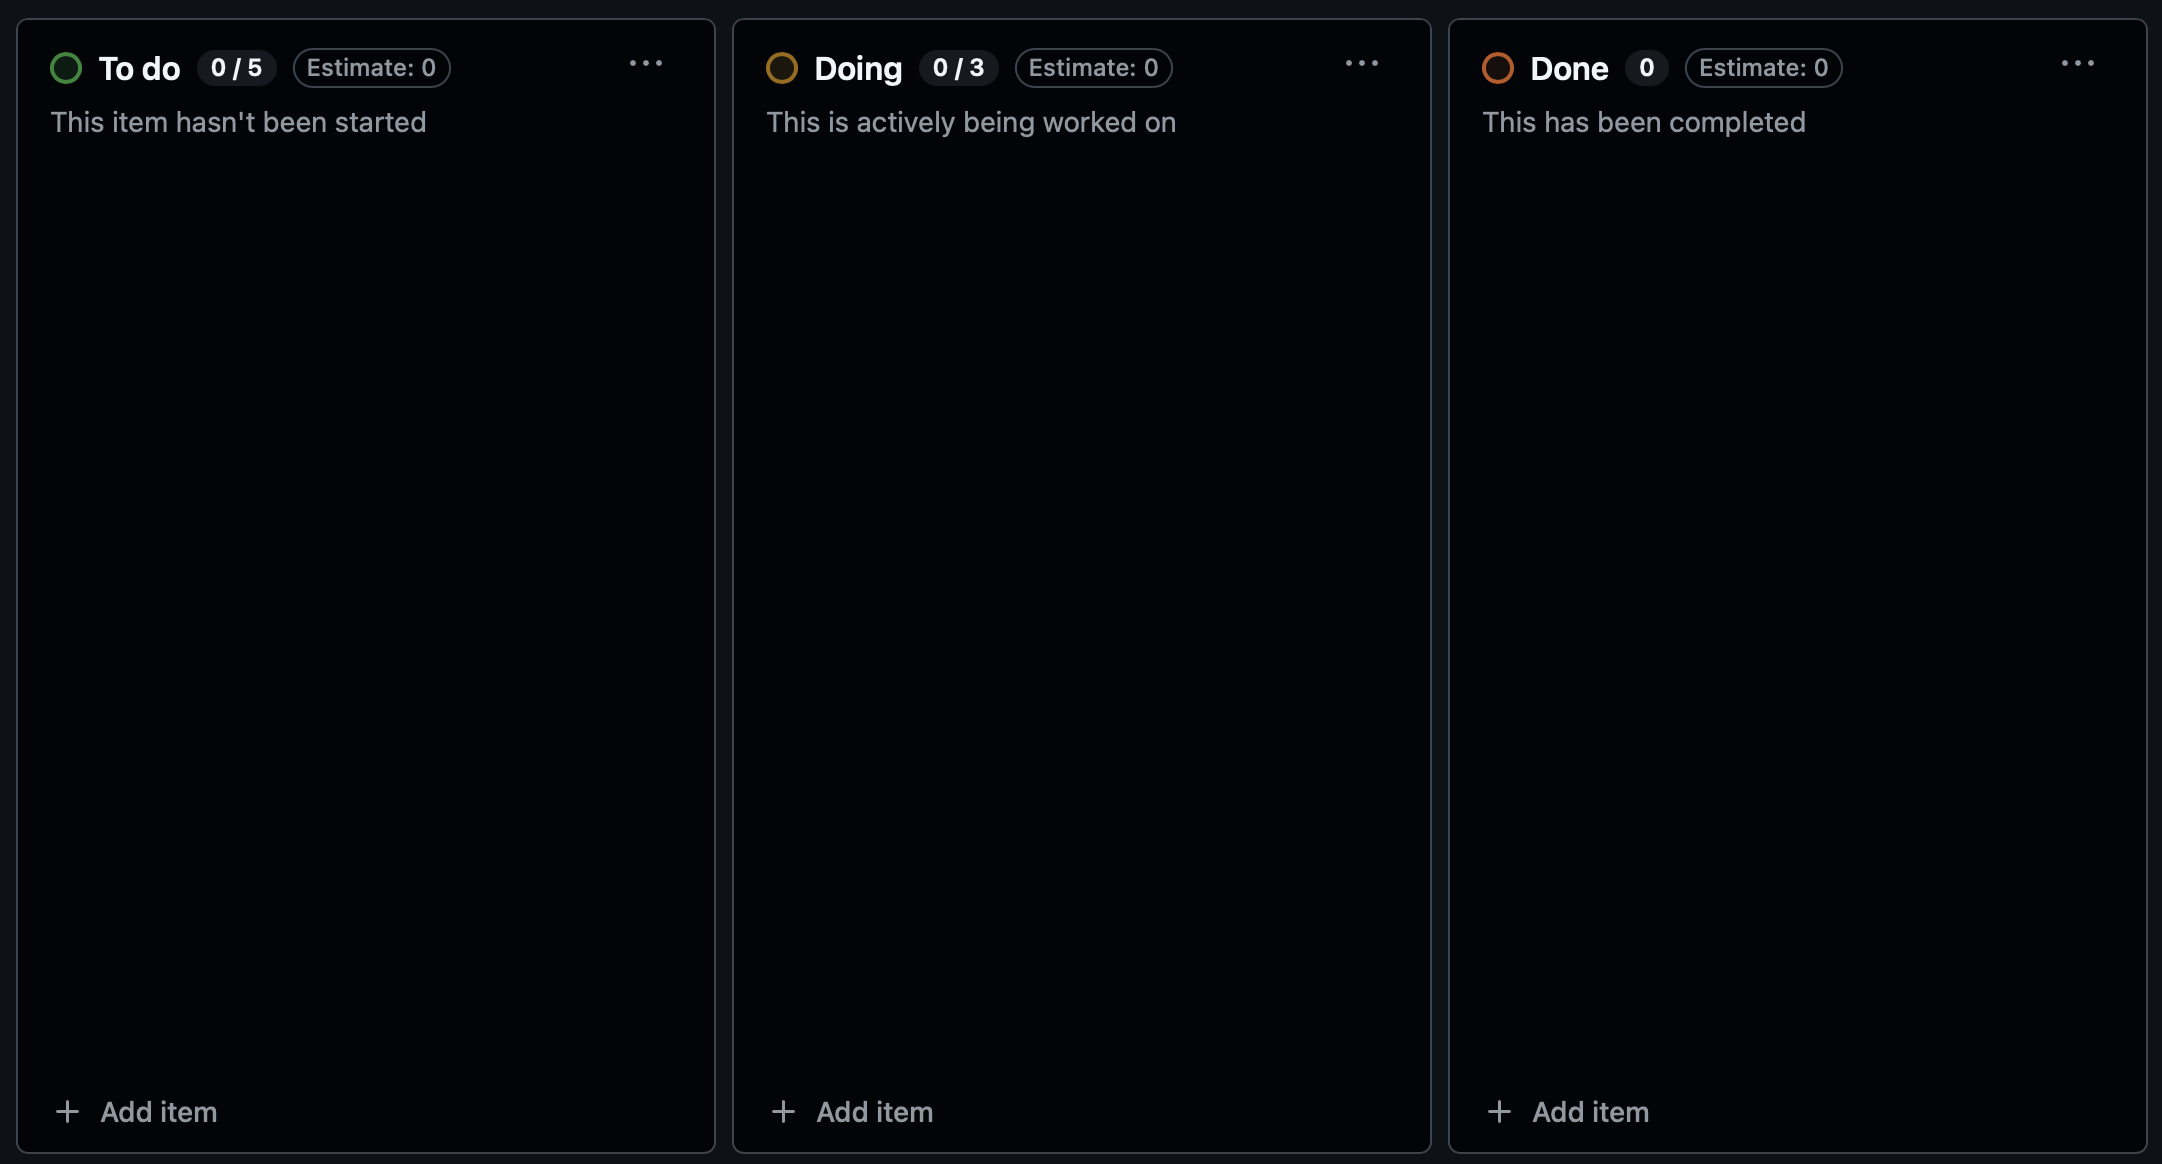 To do 0 / 5 Estimate: 0
This item hasn't been started
Add item
Doing 0 / 3 Estimate: 0
This is actively being worked on
Add item
Done 0 Estimate: 0
This has been completed
Add item